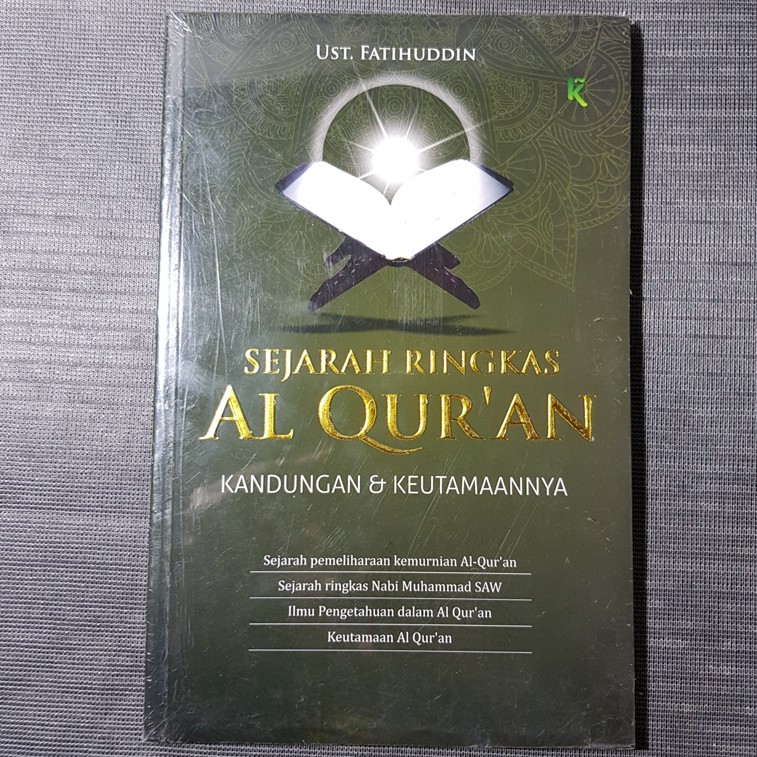 UST. FATIHUDDIN
K
SEJARAH RINGKAS
AL QUR'AN
KANDUNGAN & KEUTAMAANNYA
Sejarah pemeliharaan kemurnian Al-Qur'an
Sejarah ringkas Nabi Muhammad SAW
Ilmu Pengetahuan dalam Al Qur'an
Keutamaan Al Qur'an